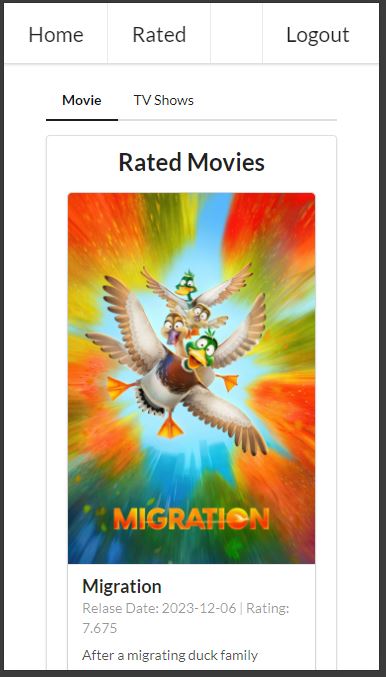 Home Rated Logout
Movie TV Shows
Rated Movies
MIGRATION
Migration
Relase Date: 2023-12-06 | Rating:
7.675
After a migrating duck family